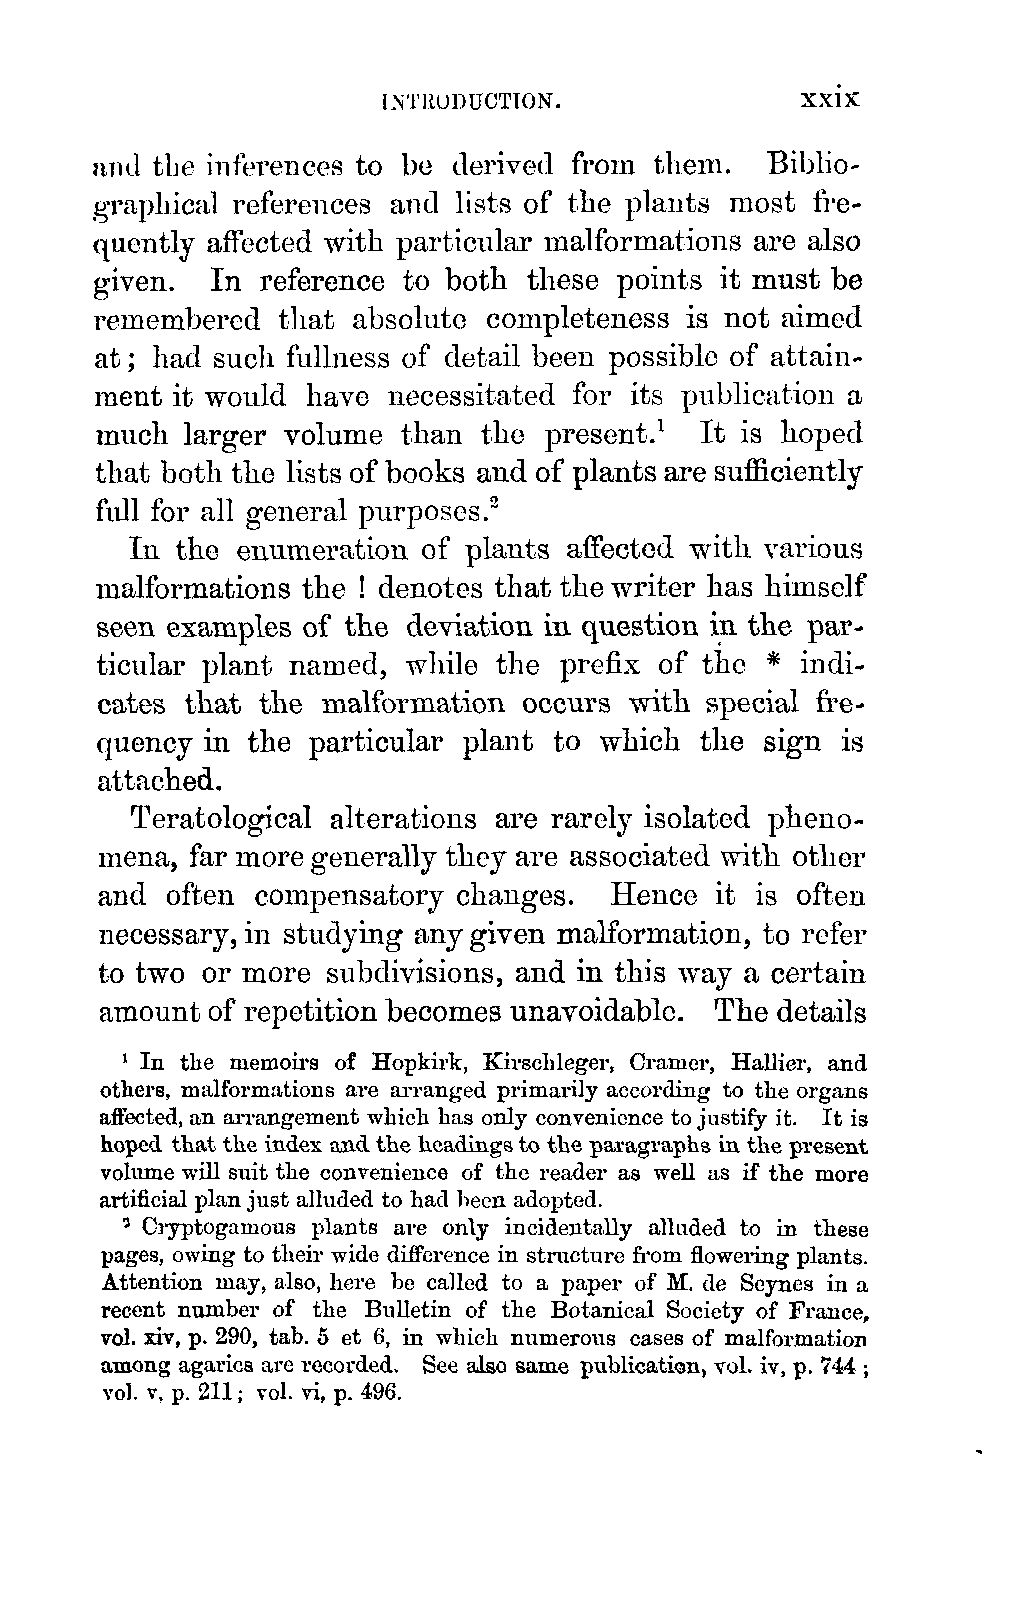 INTRODUCTION. xxix
and the inferences to be derived from them. Biblio-
graphical references and lists of the plants most fre-
quently affected with particular malformations are also
given. In reference to both these points it must be
remembered that absolute completeness is not aimed
at; had such fullness of detail been possible of attain-
ment it would have necessitated for its publication a
much larger volume than the present.¹ It is hoped
that both the lists of books and of plants are sufficiently
full for all general purposes.²
In the enumeration of plants affected with various
malformations the ! denotes that the writer has himself
seen examples of the deviation in question in the par-
ticular plant named, while the prefix of the * indi-
cates that the malformation occurs with special fre-
quency in the particular plant to which the sign is
attached.
Teratological alterations are rarely isolated pheno-
mena, far more generally they are associated with other
and often compensatory changes. Hence it is often
necessary, in studying any given malformation, to refer
to two or more subdivisions, and in this way a certain
amount of repetition becomes unavoidable. The details
¹ In the memoirs of Hopkirk, Kirschleger, Cramer, Hallier, and
others, malformations are arranged primarily according to the organs
affected, an arrangement which has only convenience to justify it. It is
hoped that the index and the headings to the paragraphs in the present
volume will suit the convenience of the reader as well as if the more
artificial plan just alluded to had been adopted.
² Cryptogamous plants are only incidentally alluded to in these
pages, owing to their wide difference in structure from flowering plants.
Attention may, also, here be called to a paper of M. de Seynes in a
recent number of the Bulletin of the Botanical Society of France,
vol. xiv, p. 290, tab. 5 et 6, in which numerous cases of malformation
among agarics are recorded. See also same publication, vol. iv, p. 744;
vol. v, p. 211; vol. vi, p. 496.